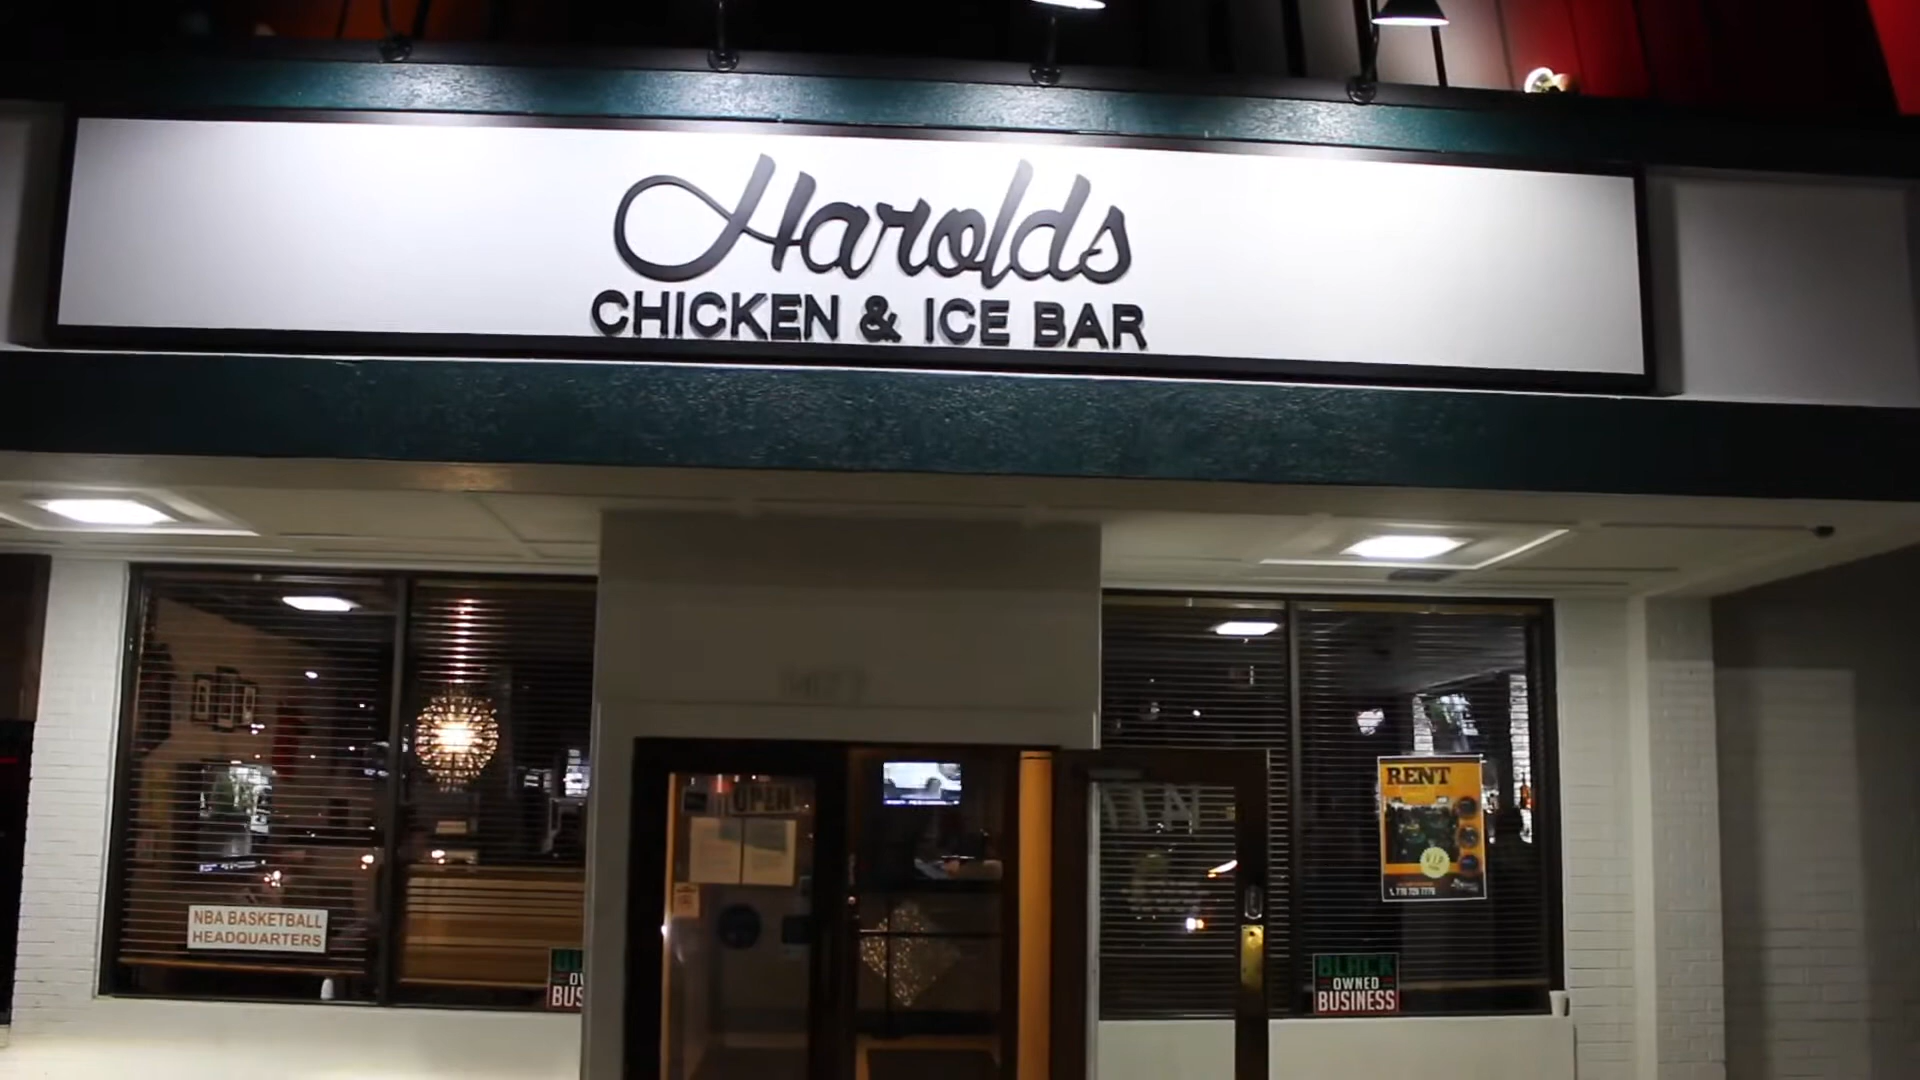 Harolds
CHICKEN & ICE BAR
OPEN
RENT
NBA BASKETBALL
HEADQUARTERS
BLACK
OWNED
BUSINESS